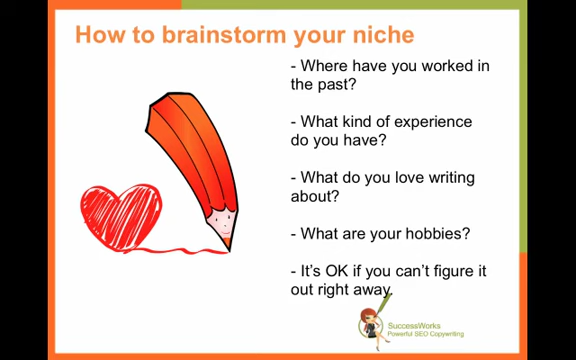 How to brainstorm your niche
- Where have you worked in
the past?
- What kind of experience
do you have?
- What do you love writing
about?
- What are your hobbies?
- It's OK if you can't figure it
out right away.
SuccessWorks
Powerful SEO Copywriting